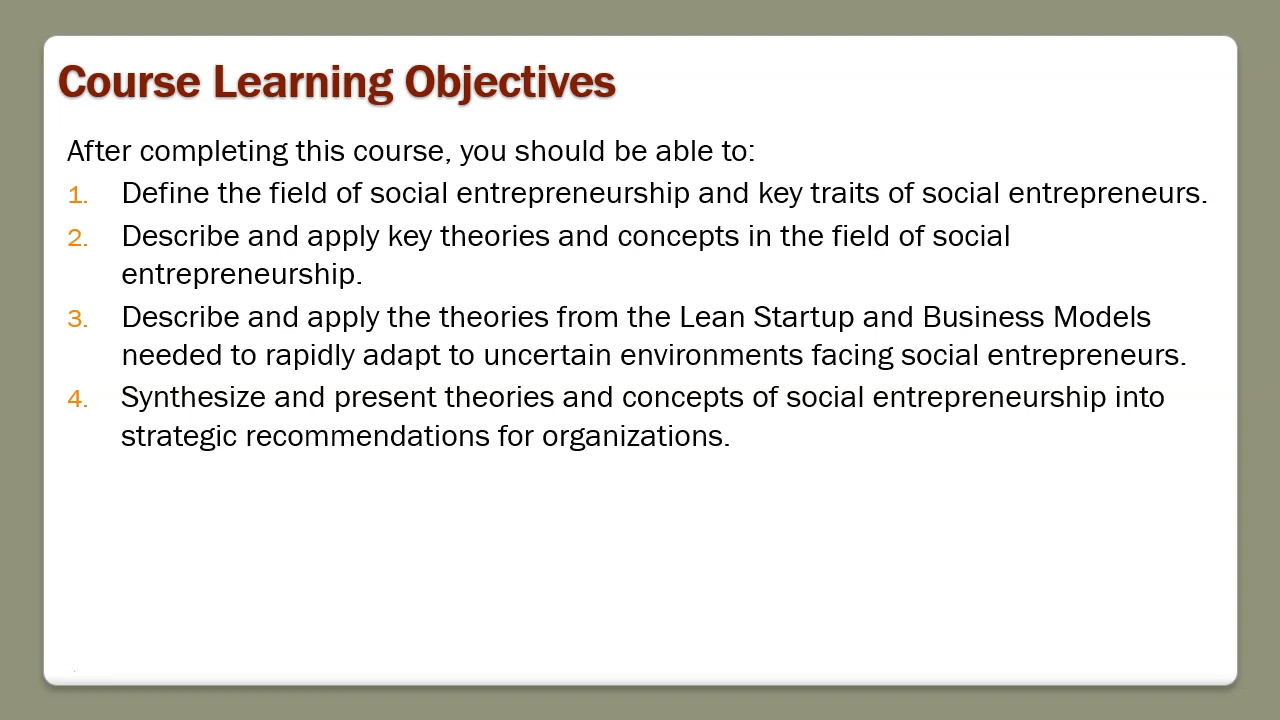 Course Learning Objectives
After completing this course, you should be able to:
1. Define the field of social entrepreneurship and key traits of social entrepreneurs.
2. Describe and apply key theories and concepts in the field of social
entrepreneurship.
3. Describe and apply the theories from the Lean Startup and Business Models
needed to rapidly adapt to uncertain environments facing social entrepreneurs.
4. Synthesize and present theories and concepts of social entrepreneurship into
strategic recommendations for organizations.